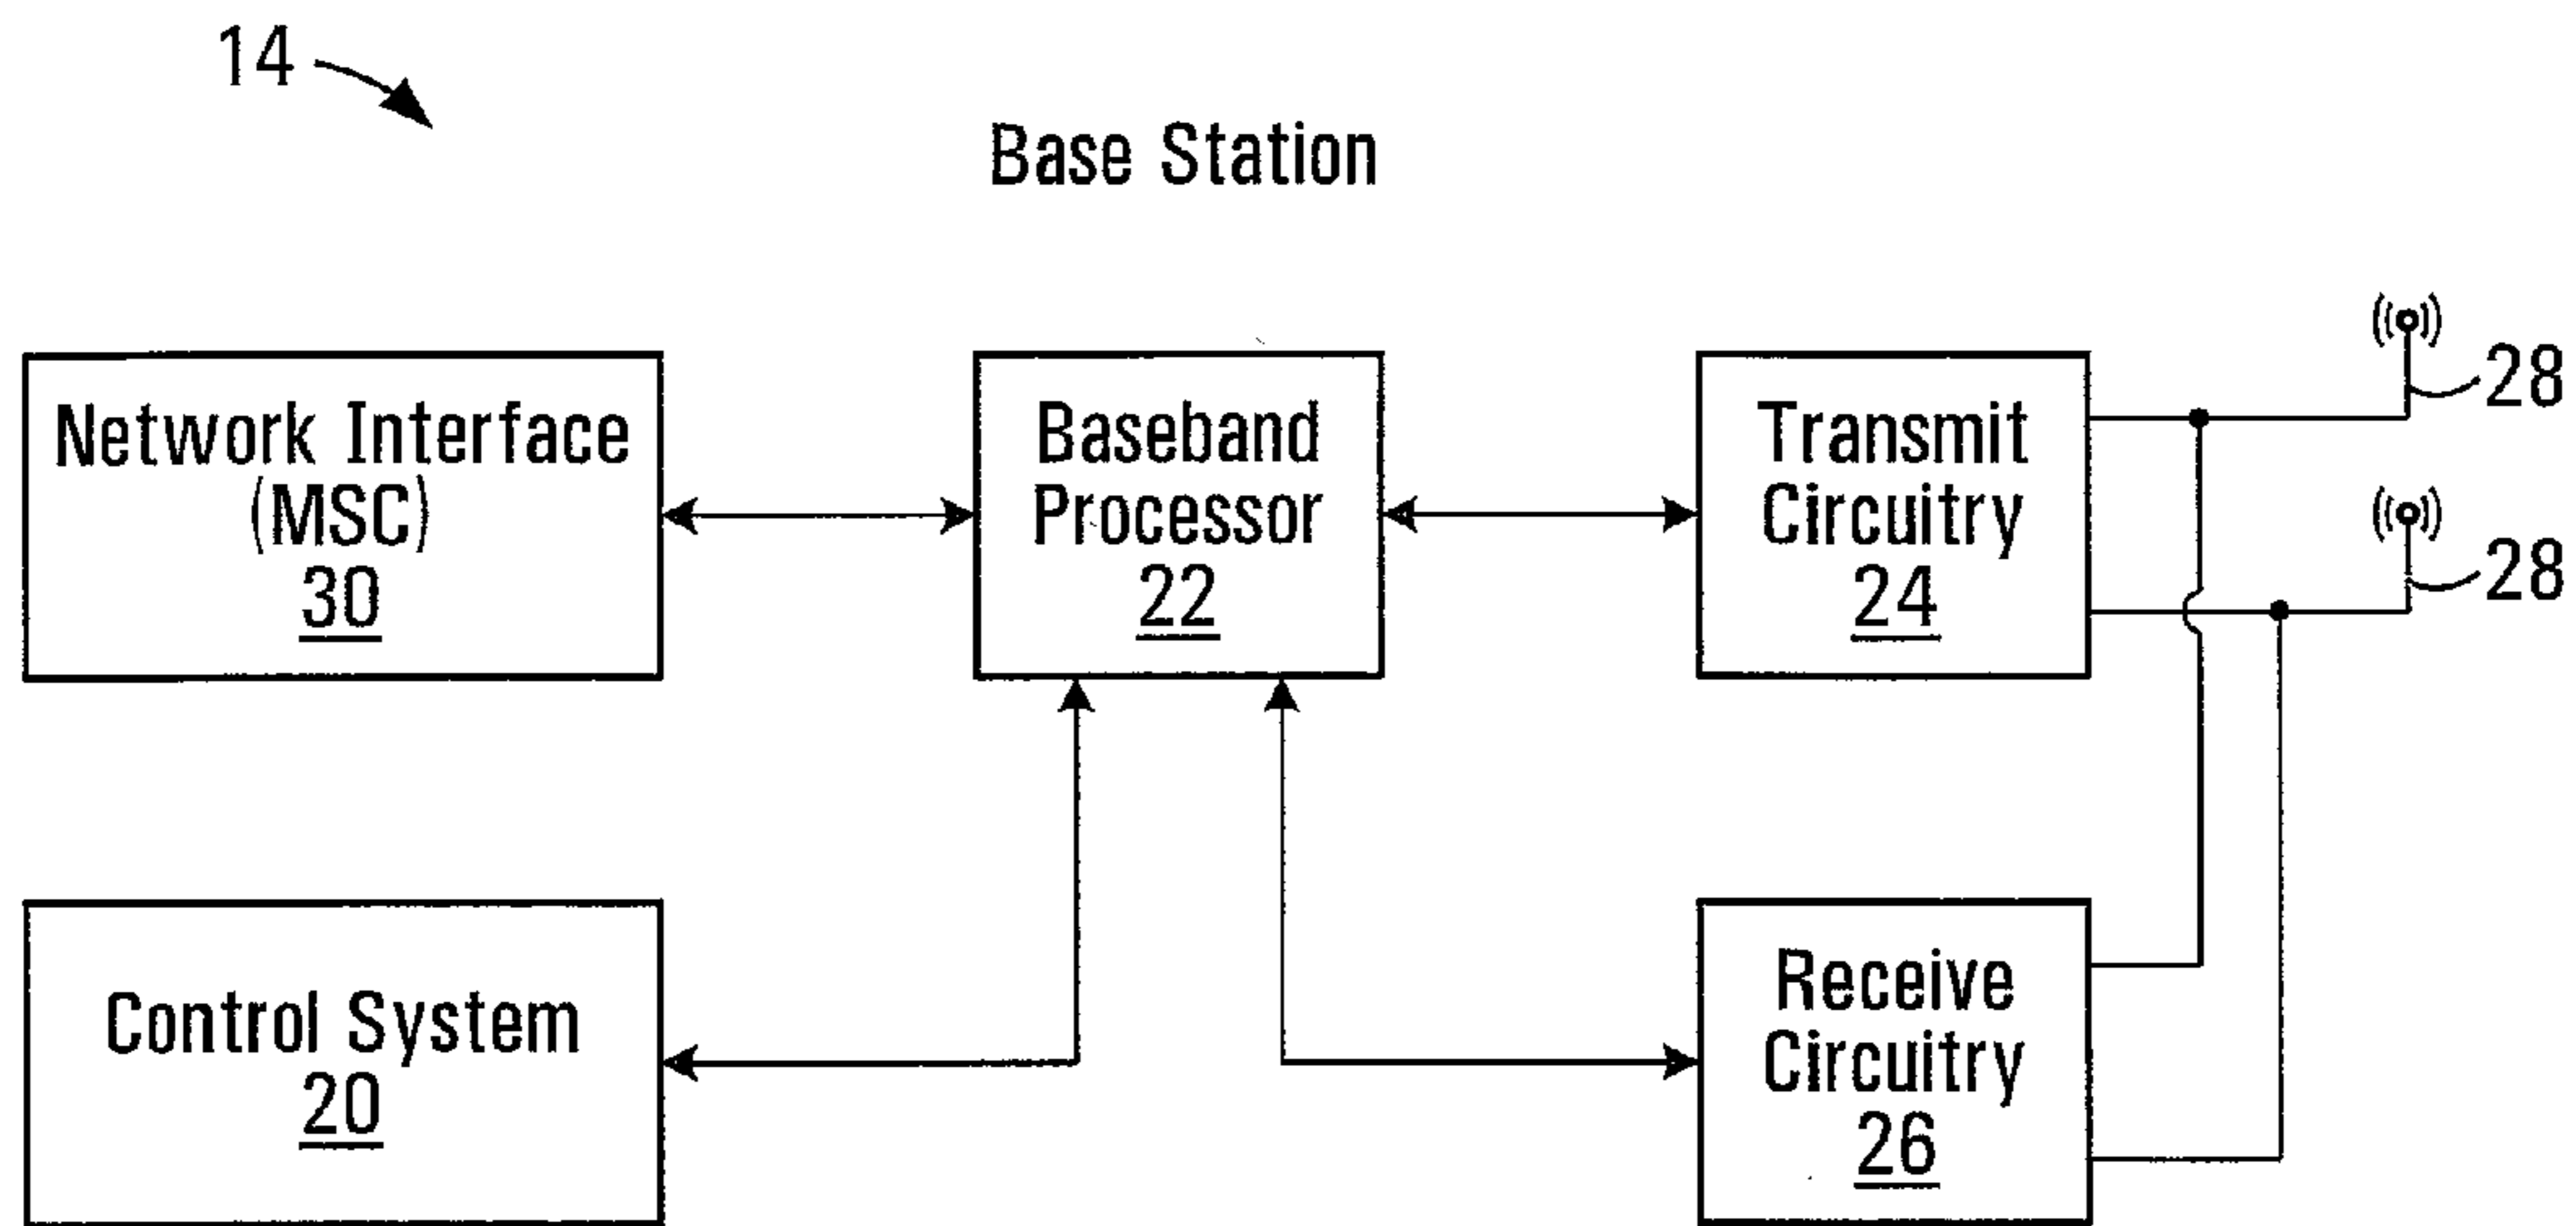 14
Base Station
Network Interface
(MSC)
30
Baseband
Processor
22
Transmit
Circuitry
24
28
28
Control System
20
Receive
Circuitry
26